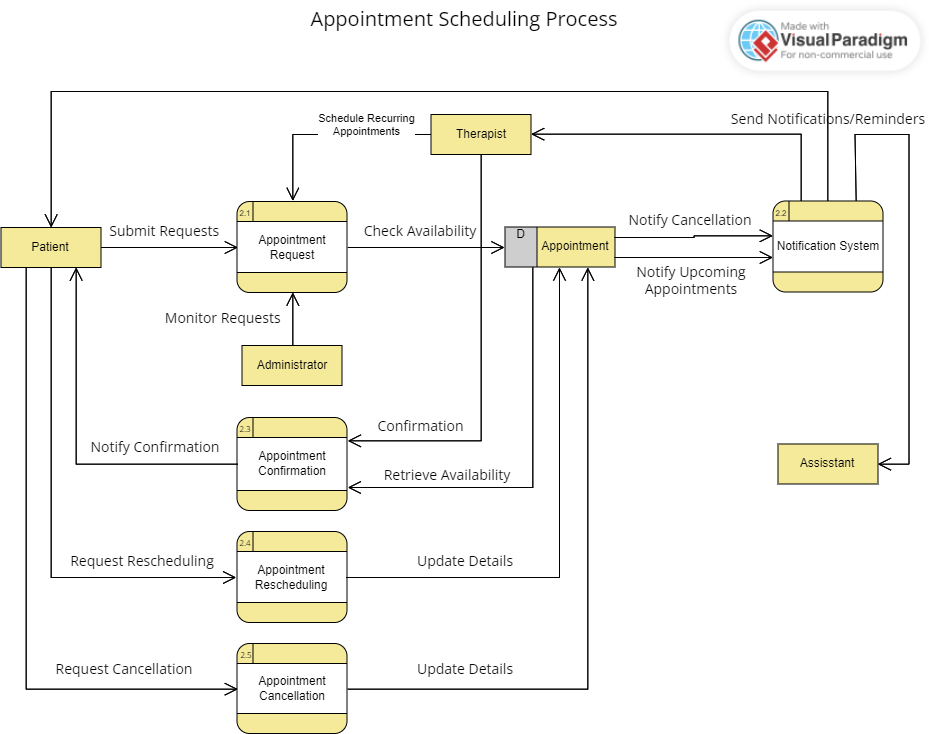 Appointment Scheduling Process
Made with
VisualParadigm
For non-commercial use
Schedule Recurring
Appointments
Therapist
Send Notifications/Reminders
2.1
Appointment
Request
Patient
Submit Requests
Check Availability
D
Appointment
Notify Cancellation
Notify Upcoming
Appointments
2.2
Notification System
Monitor Requests
Administrator
2.3
Appointment
Confirmation
Confirmation
Notify Confirmation
Retrieve Availability
Assisstant
2.4
Appointment
Rescheduling
Request Rescheduling
Update Details
2.5
Appointment
Cancellation
Request Cancellation
Update Details